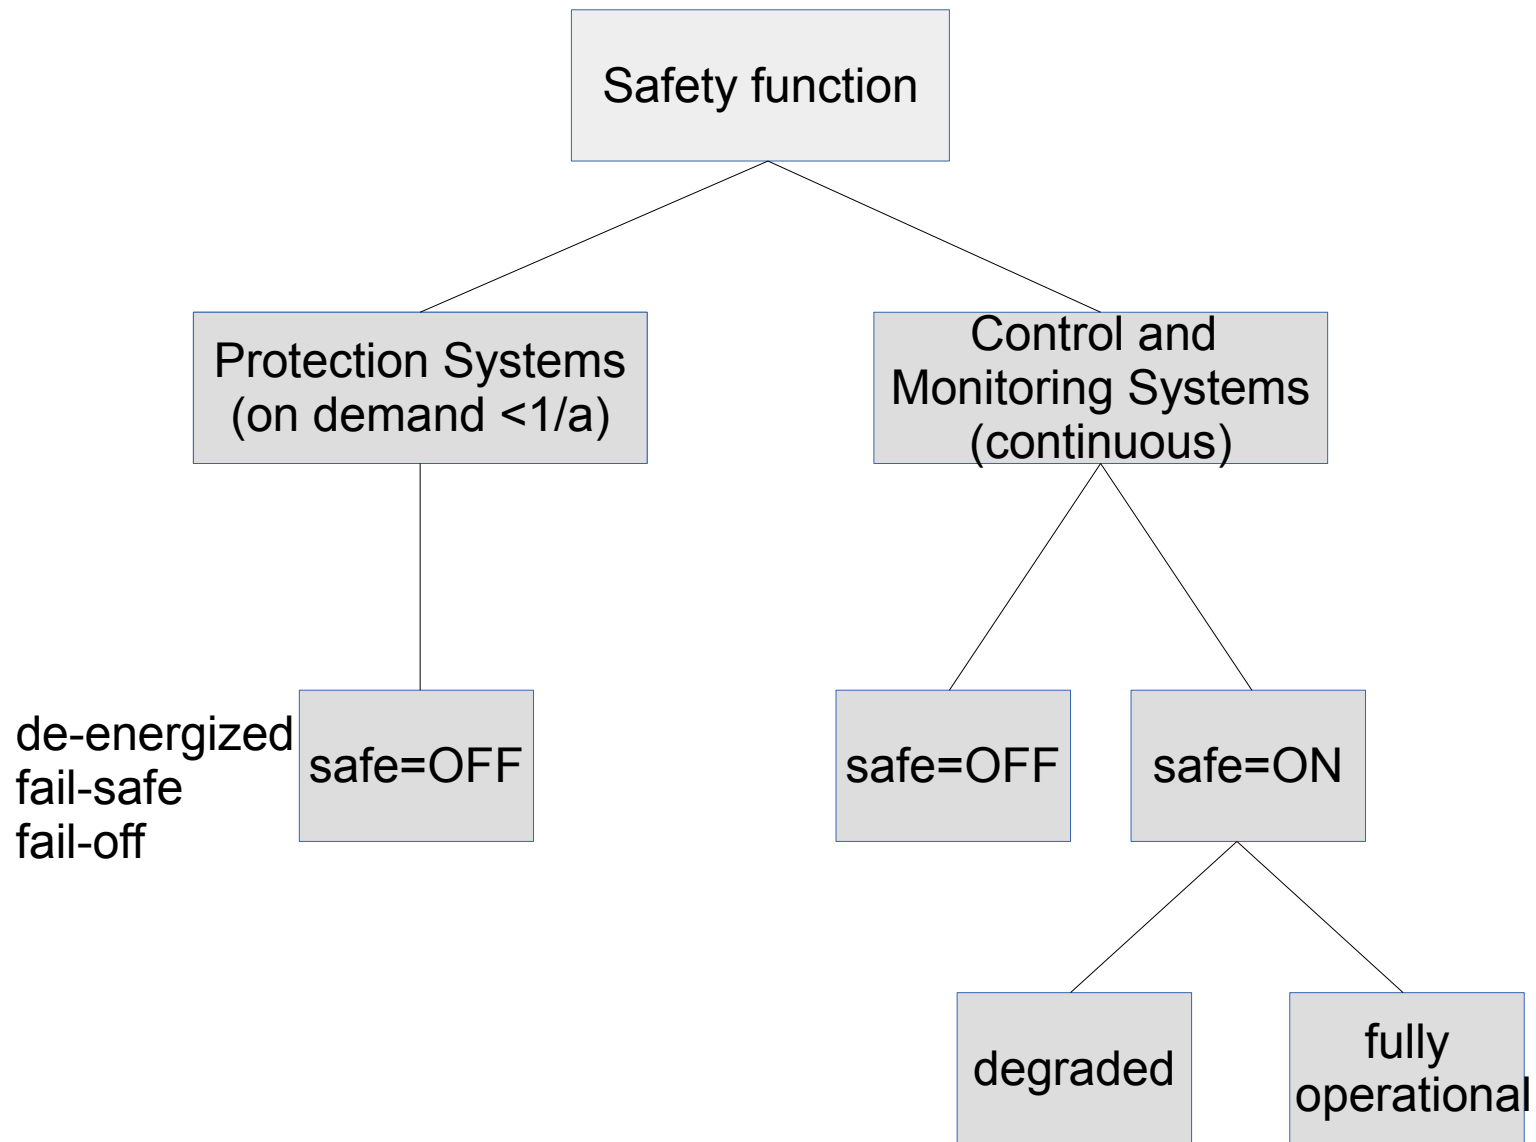 Safety function
Protection Systems
(on demand <1/a)
Control and
Monitoring Systems
(continuous)
de-energized
fail-safe
fail-off
safe=OFF
safe=OFF
safe=ON
degraded
fully
operational